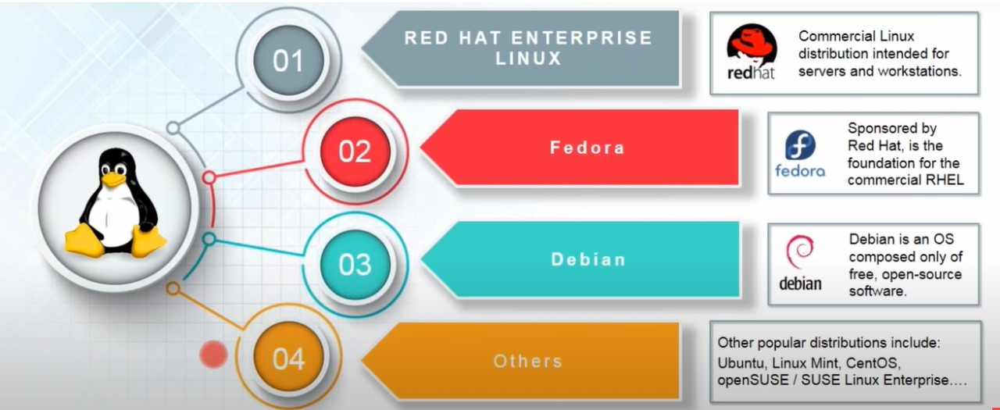 01
RED HAT ENTERPRISE
LINUX
redhat
Commercial Linux
distribution intended for
servers and workstations.
02
Fedora
fedora
Sponsored by
Red Hat, is the
foundation for the
commercial RHEL
03
Debian
debian
Debian is an OS
composed only of
free, open-source
software.
04
Others
Other popular distributions include:
Ubuntu, Linux Mint, CentOS,
openSUSE / SUSE Linux Enterprise....